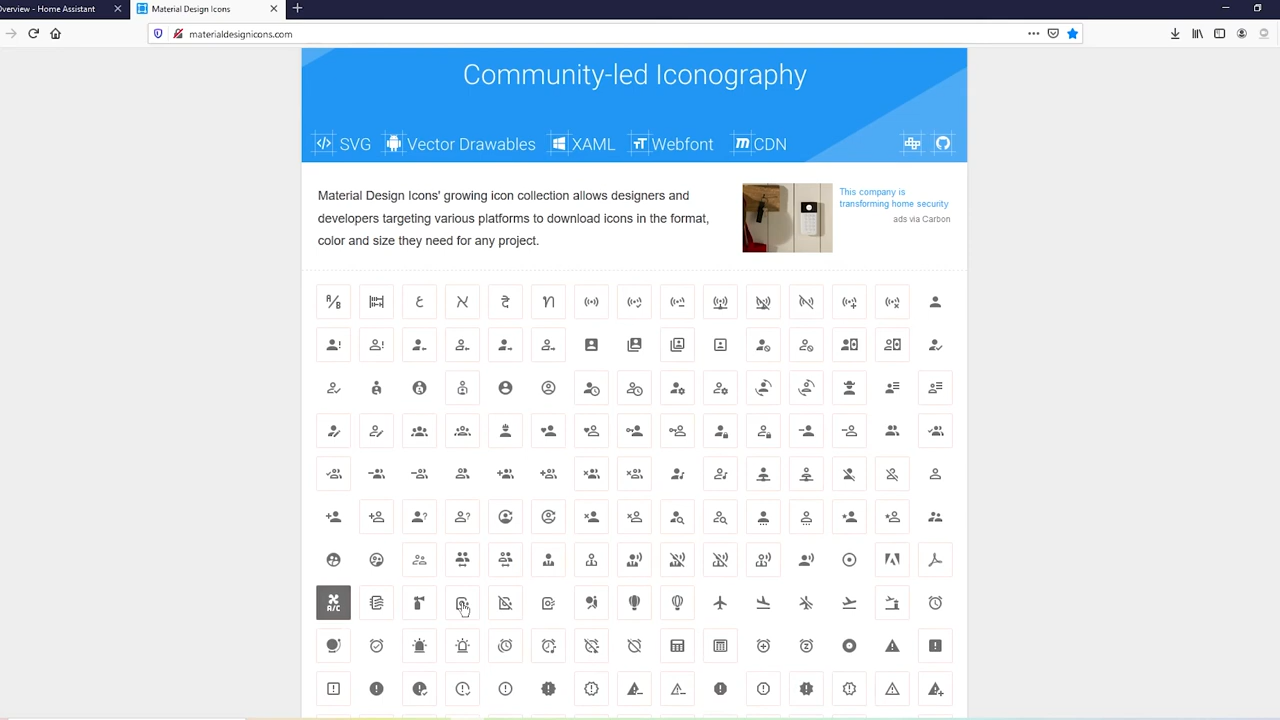 Overview - Home Assistant
Material Design Icons
materialdesignicons.com
Community-led Iconography
SVG
Vector Drawables
XAML
Webfont
CDN
Material Design Icons' growing icon collection allows designers and
developers targeting various platforms to download icons in the format,
color and size they need for any project.
This company is
transforming home security
ads via Carbon
A/B
A/C